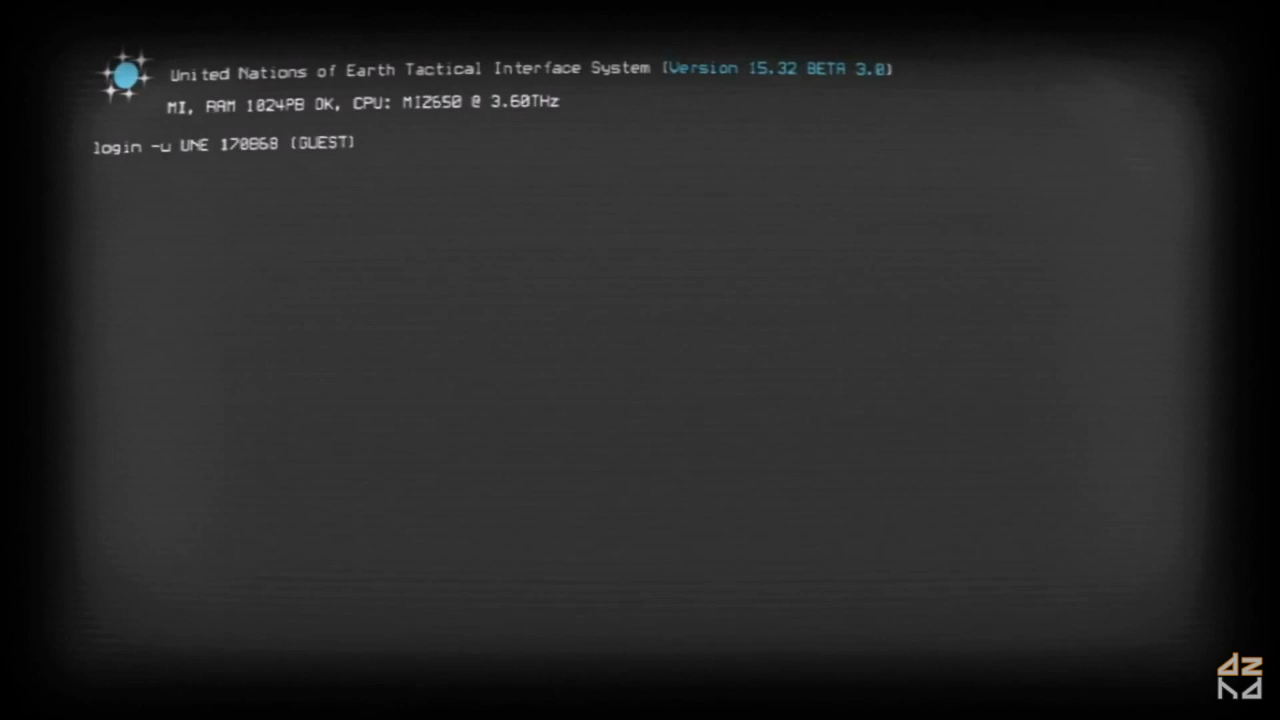 United Nations of Earth Tactical Interface System (Version 15.32 BETA 3.0)
MI, RAM 1024PB OK, CPU: MI2650 @ 3.60THz
login -u UNE 170868 (GUEST)